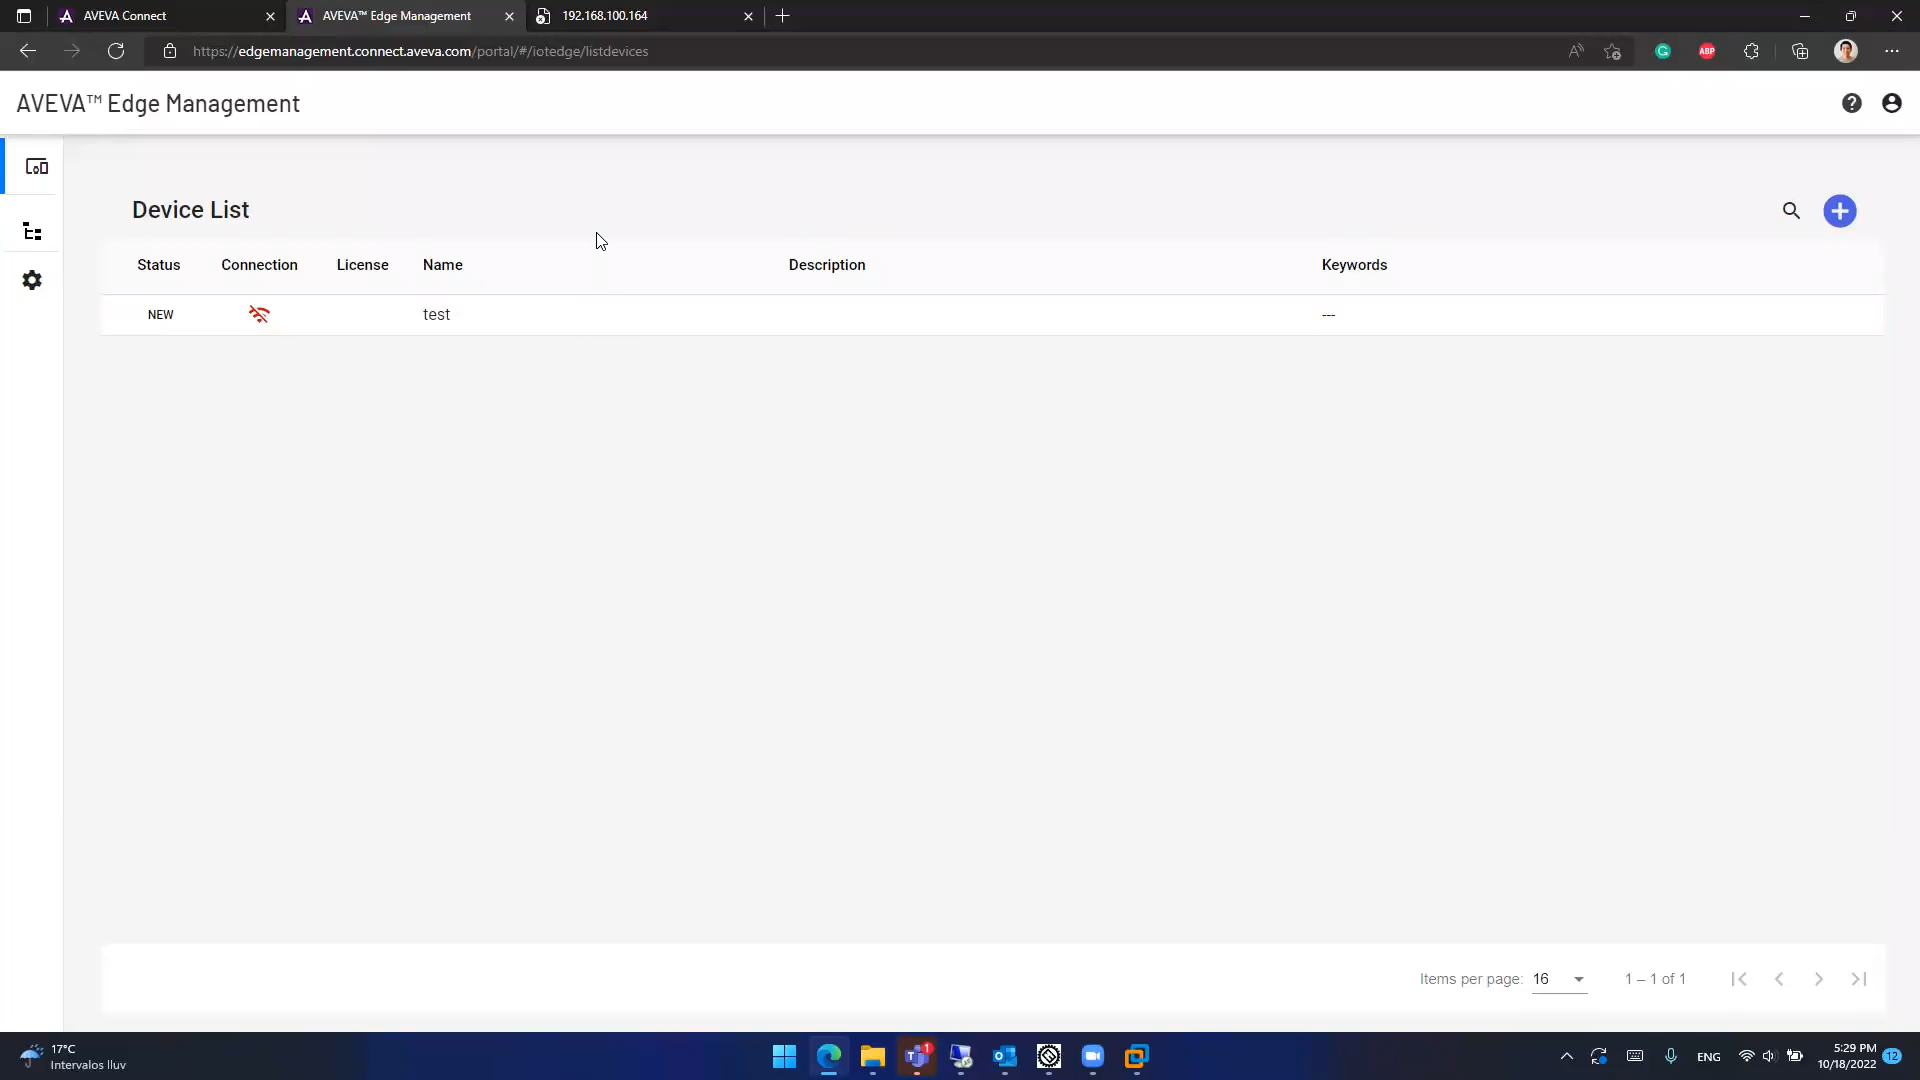 AVEVA Connect
AVEVA™ Edge Management
192.168.100.164
https://edgemanagement.connect.aveva.com/portal/#/iotedge/listdevices
ABP
AVEVA™ Edge Management
Device List
Status Connection License Name Description Keywords
NEW test ---
Items per page: 16 1 – 1 of 1
17°C
Intervalos lluv
1
ENG
5:29 PM
10/18/2022
12